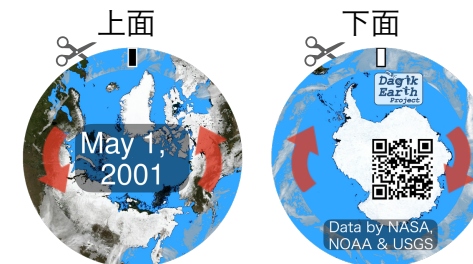 上面
下面
May 1,
2001
Dagik
Earth
Project
Data by NASA,
NOAA & USGS